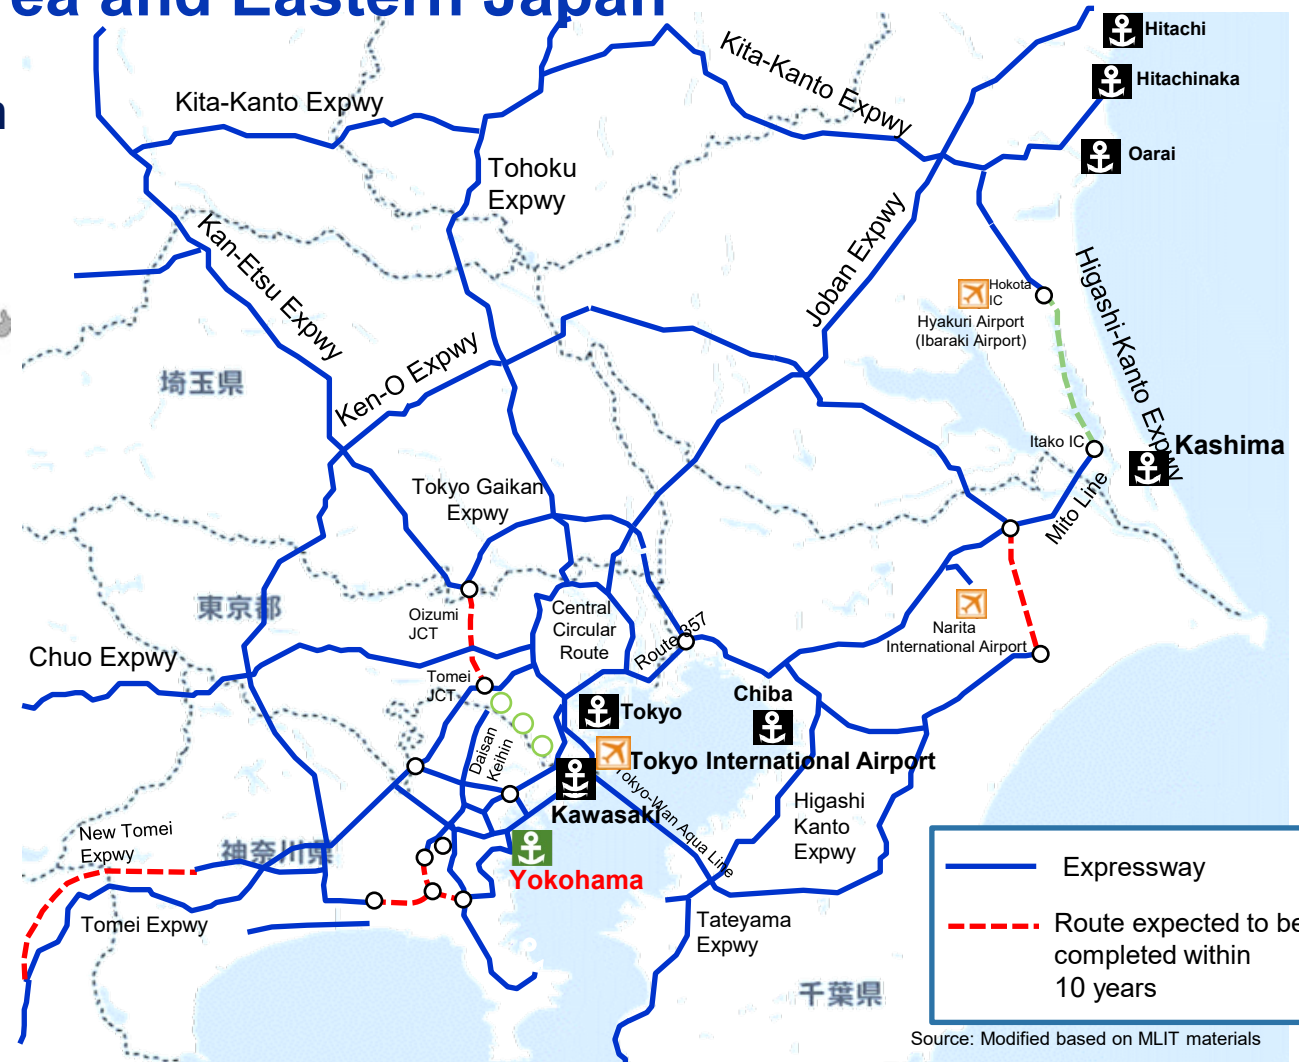 ea and Eastern Japan
n
Hitachi
Kita-Kanto Expwy
Hitachinaka
Kita-Kanto Expwy
Oarai
Tohoku
Expwy
Kan-Etsu Expwy
Joban Expwy
Higashi-Kanto Expwy
Hokota
IC
Hyakuri Airport
(Ibaraki Airport)
Ken-O Expwy
埼玉県
Itako IC
Kashima
Tokyo Gaikan
Expwy
Mito Line
東京都
Oizumi
JCT
Central
Circular
Route
Route 357
Narita
International Airport
Chuo Expwy
Tomei
JCT
Chiba
Tokyo
Daisan
Keihin
Tokyo International Airport
Tokyo-Wan Aqua Line
Kawasaki
Higashi
Kanto
Expwy
New Tomei
Expwy
神奈川県
Yokohama
Expressway
Tomei Expwy
Tateyama
Expwy
Route expected to be
completed within
10 years
千葉県
Source: Modified based on MLIT materials